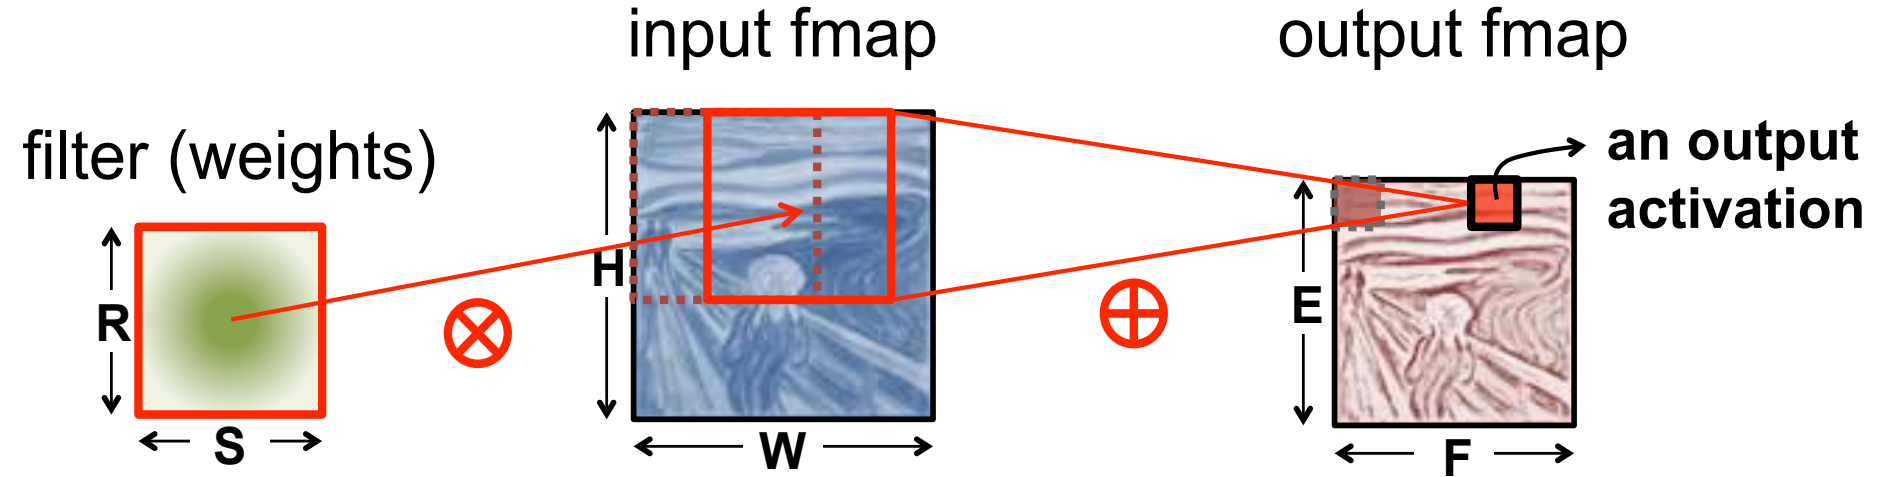 input fmap
output fmap
filter (weights)
an output
activation
R
S
H
W
E
F